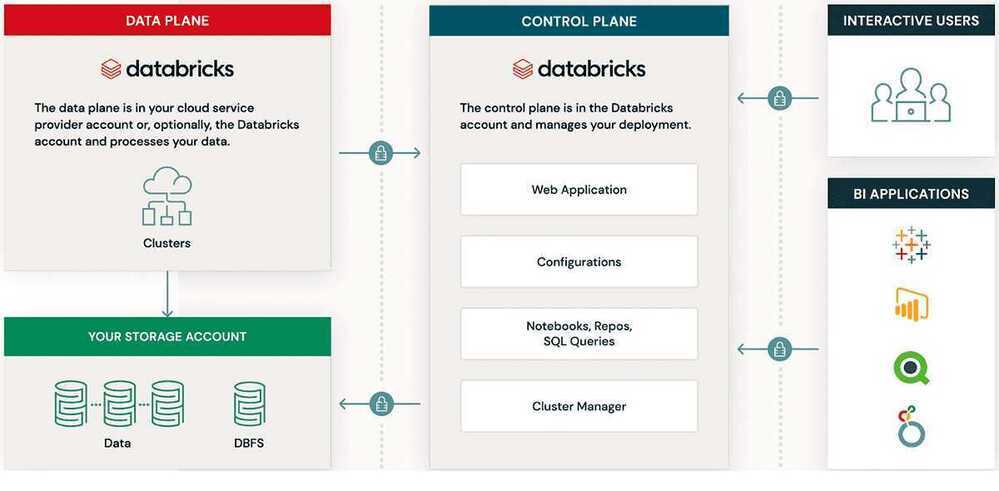 DATA PLANE
databricks
The data plane is in your cloud service
provider account or, optionally, the Databricks
account and processes your data.
Clusters
YOUR STORAGE ACCOUNT
Data
DBFS
CONTROL PLANE
databricks
The control plane is in the Databricks
account and manages your deployment.
Web Application
Configurations
Notebooks, Repos,
SQL Queries
Cluster Manager
INTERACTIVE USERS
BI APPLICATIONS